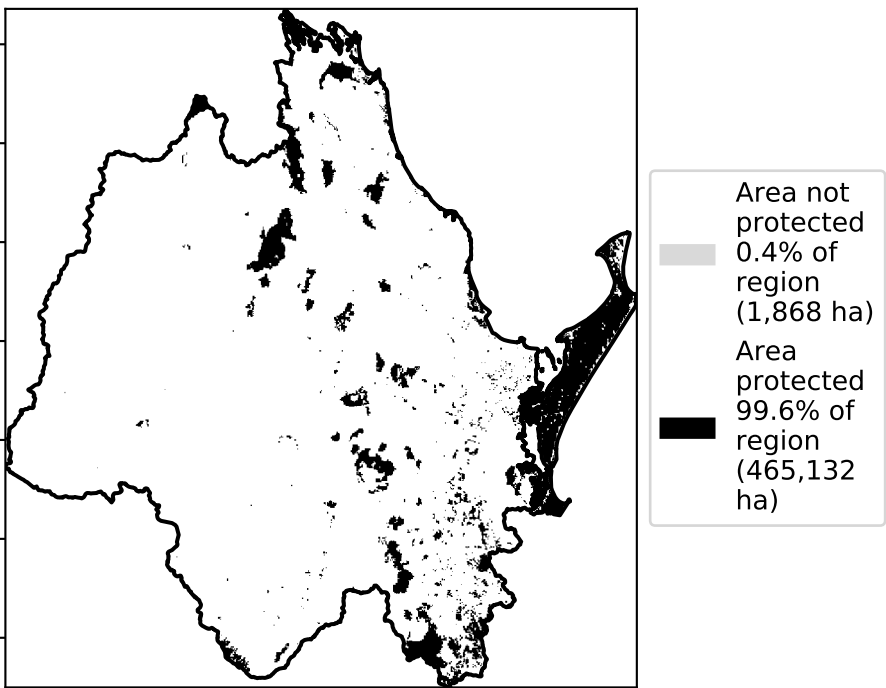 Area not
protected
0.4% of
region
(1,868 ha)
Area
protected
99.6% of
region
(465,132
ha)